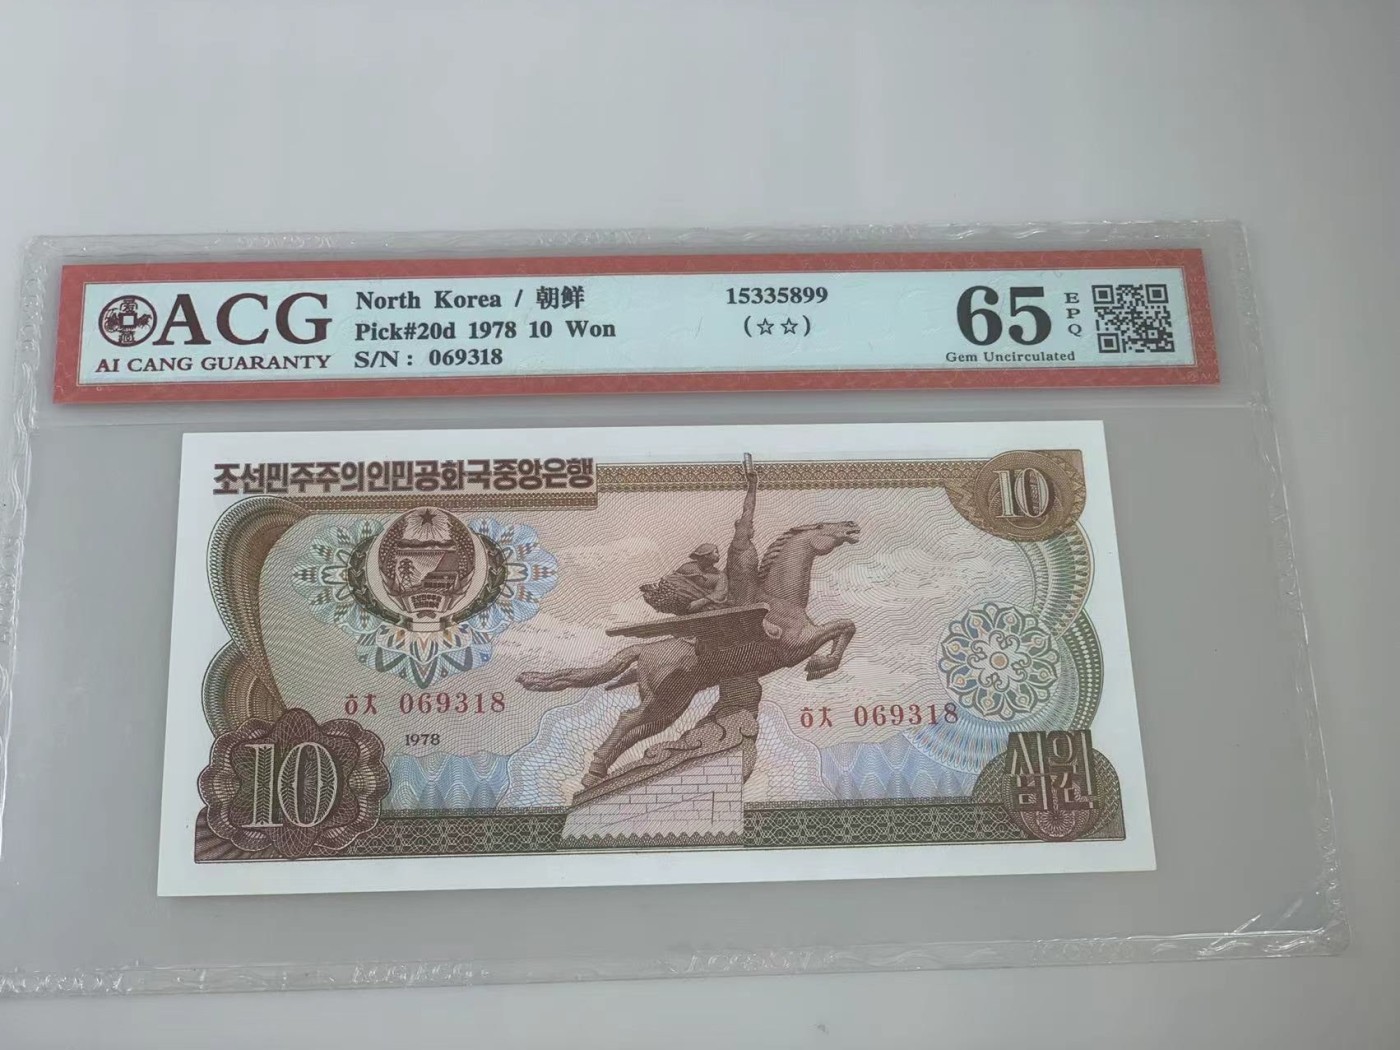 ACG
AI CANG GUARANTY
North Korea / 朝鲜
Pick#20d 1978 10 Won
S/N : 069318
15335899
(☆☆)
65
EPQ
Gem Uncirculated
조선민주주의인민공화국중앙은행
10
ㅎㅈ 069318
1978
ㅎㅈ 069318
10
십원